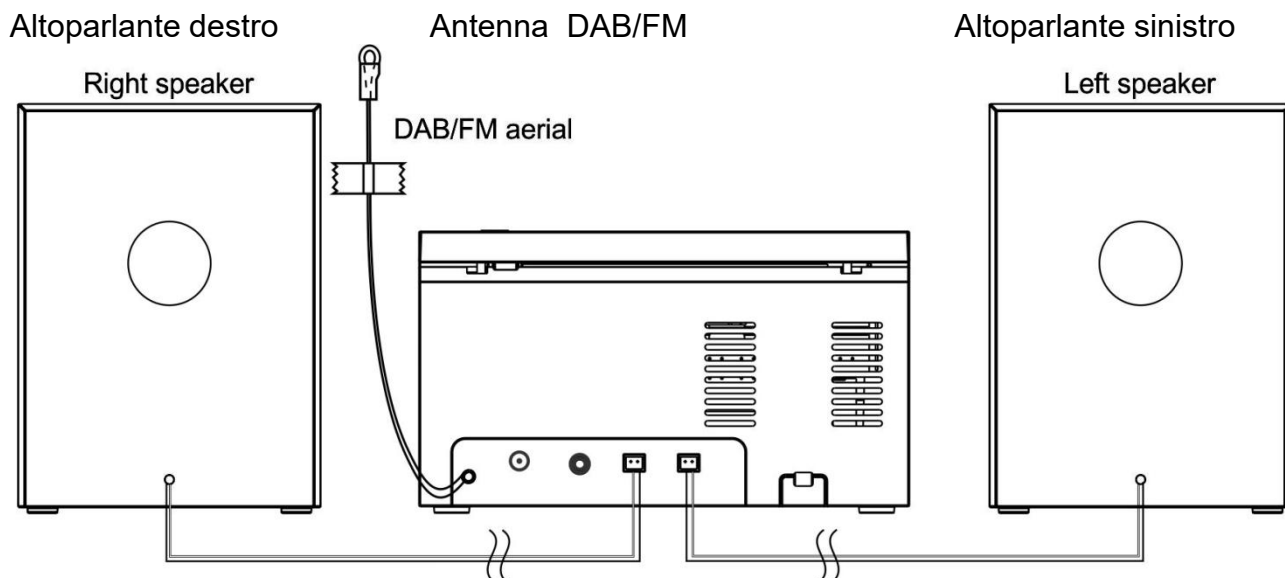 Altoparlante destro Antenna DAB/FM Altoparlante sinistro
Right speaker Left speaker
DAB/FM aerial